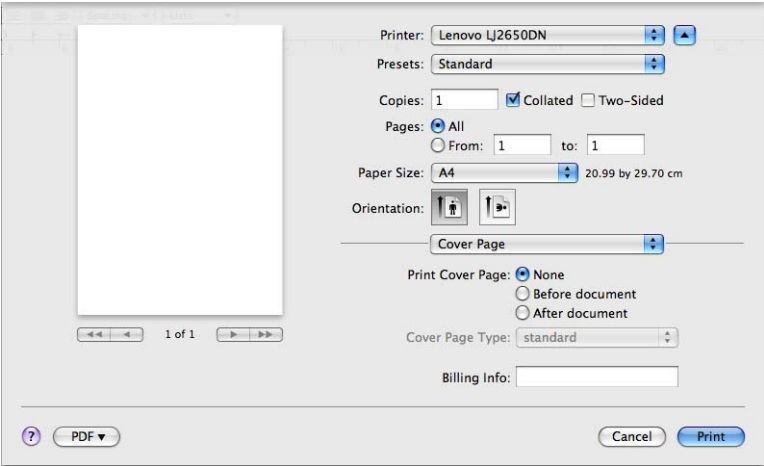 Printer: Lenovo LJ2650DN
Presets: Standard
Copies: 1 Collated Two-Sided
Pages: All
From: 1 to: 1
Paper Size: A4 20.99 by 29.70 cm
Orientation:
Cover Page
Print Cover Page: None
Before document
After document
Cover Page Type: standard
Billing Info:
1 of 1
? PDF Cancel Print